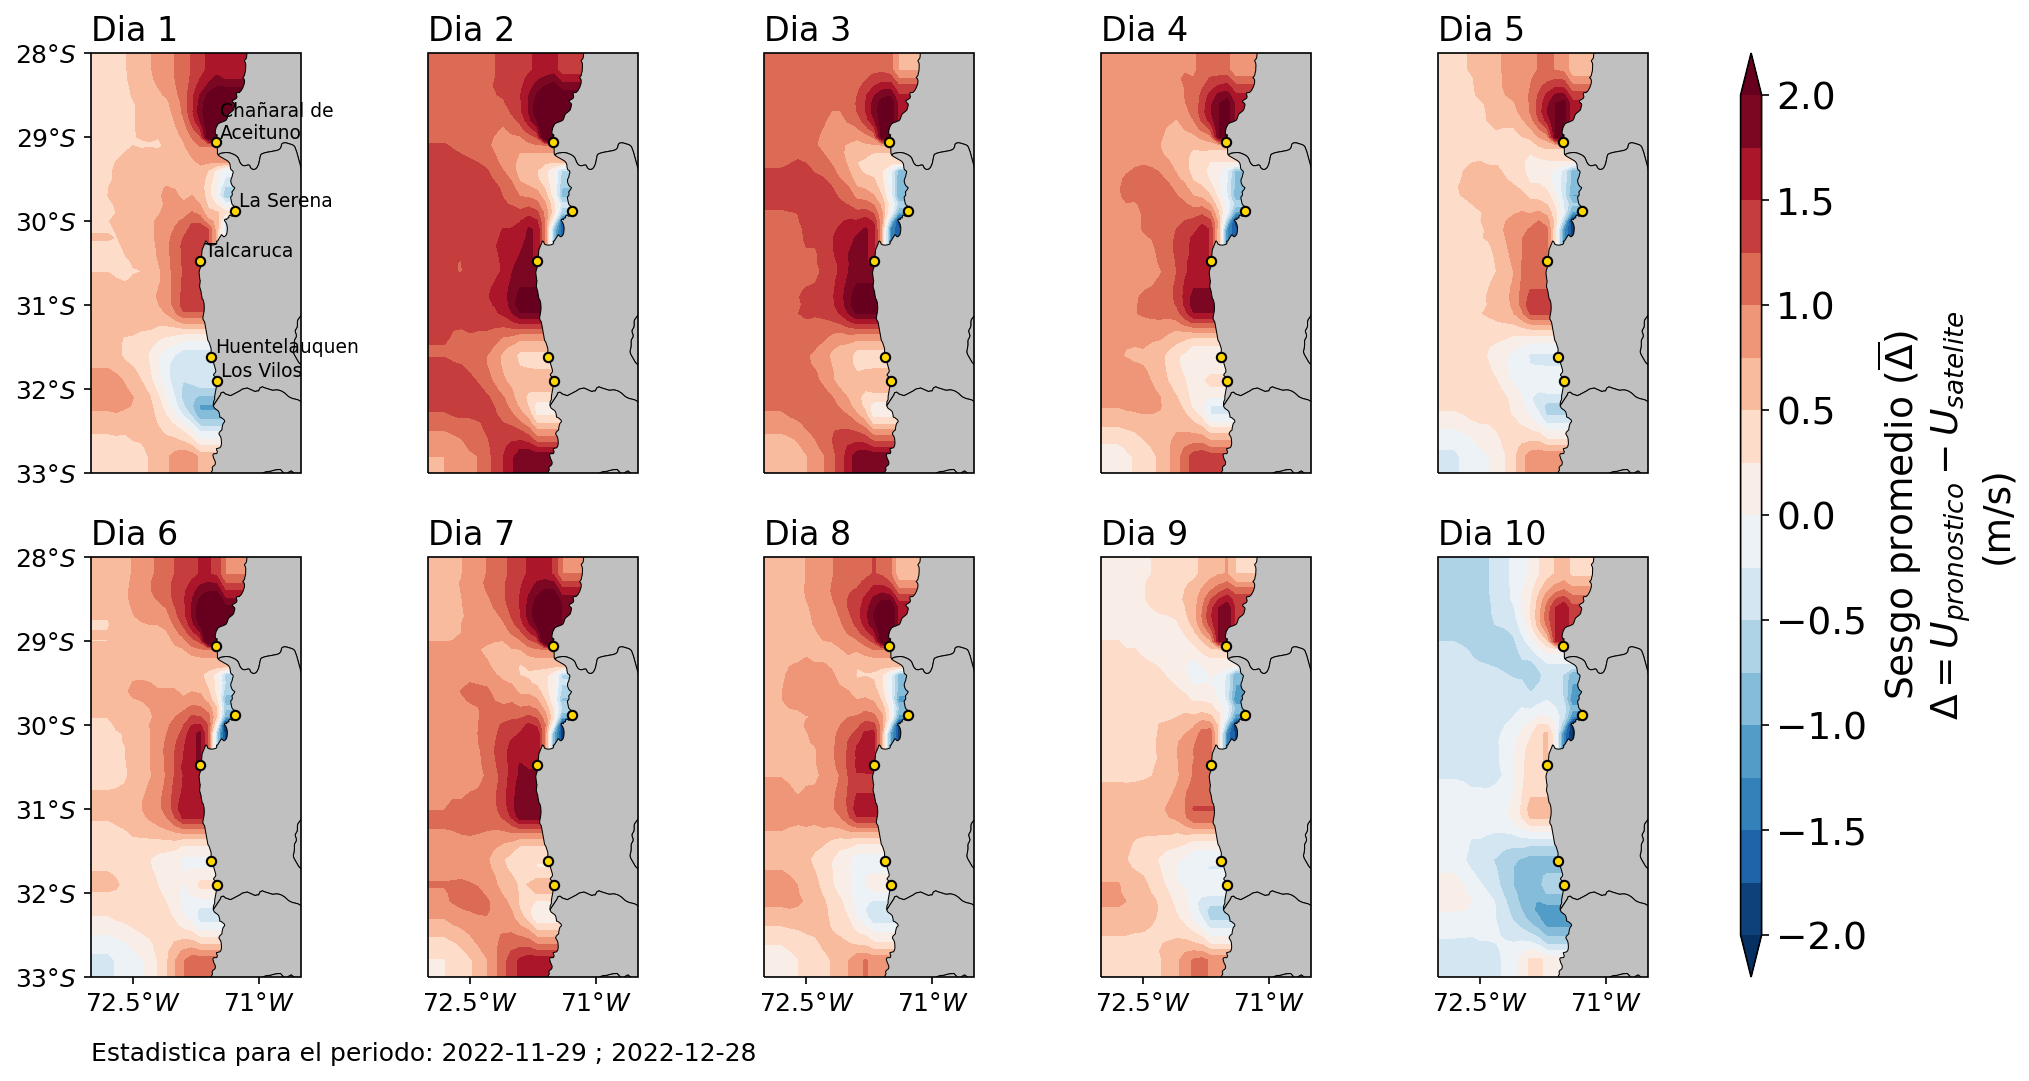 Dia 1
Dia 2
Dia 3
Dia 4
Dia 5
28°S
29°S
30°S
31°S
32°S
33°S
Chañaral de
Aceituno
La Serena
Talcaruca
Huentelauquen
Los Vilos
Dia 6
Dia 7
Dia 8
Dia 9
Dia 10
28°S
29°S
30°S
31°S
32°S
33°S
72.5°W
71°W
72.5°W
71°W
72.5°W
71°W
72.5°W
71°W
72.5°W
71°W
2.0
1.5
1.0
0.5
0.0
−0.5
−1.0
−1.5
−2.0
Sesgo promedio (Δ̅)
Δ = U_pronostico − U_satelite
(m/s)
Estadistica para el periodo: 2022-11-29 ; 2022-12-28